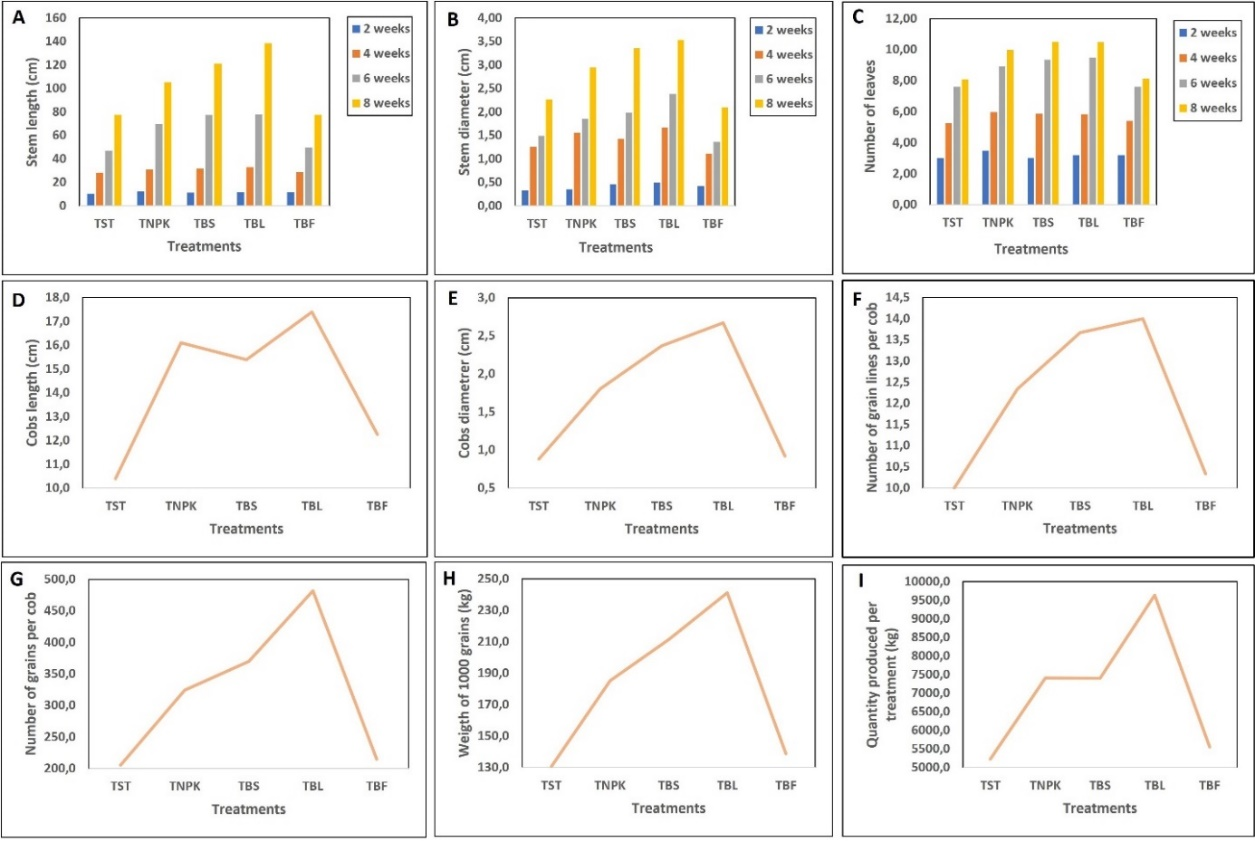 A
Stem length (cm)
160
140
120
100
80
60
40
20
0
TST TNPK TBS TBL TBF
Treatments
2 weeks
4 weeks
6 weeks
8 weeks
B
Stem diameter (cm)
4,00
3,50
3,00
2,50
2,00
1,50
1,00
0,50
0,00
TST TNPK TBS TBL TBF
Treatments
2 weeks
4 weeks
6 weeks
8 weeks
C
Number of leaves
12,00
10,00
8,00
6,00
4,00
2,00
0,00
TST TNPK TBS TBL TBF
Treatments
2 weeks
4 weeks
6 weeks
8 weeks
D
Cobs length (cm)
18,0
17,0
16,0
15,0
14,0
13,0
12,0
11,0
10,0
TST TNPK TBS TBL TBF
Treatments
E
Cobs diametrer (cm)
3,0
2,5
2,0
1,5
1,0
0,5
TST TNPK TBS TBL TBF
Treatments
F
Number of grain lines per cob
14,5
14,0
13,5
13,0
12,5
12,0
11,5
11,0
10,5
10,0
TST TNPK TBS TBL TBF
Treatments
G
Number of grains per cob
500,0
450,0
400,0
350,0
300,0
250,0
200,0
TST TNPK TBS TBL TBF
Treatments
H
Weigth of 1000 grains (kg)
250,0
230,0
210,0
190,0
170,0
150,0
130,0
TST TNPK TBS TBL TBF
Treatments
I
Quantity produced per
treatment (kg)
10000,0
9500,0
9000,0
8500,0
8000,0
7500,0
7000,0
6500,0
6000,0
5500,0
5000,0
TST TNPK TBS TBL TBF
Treatments